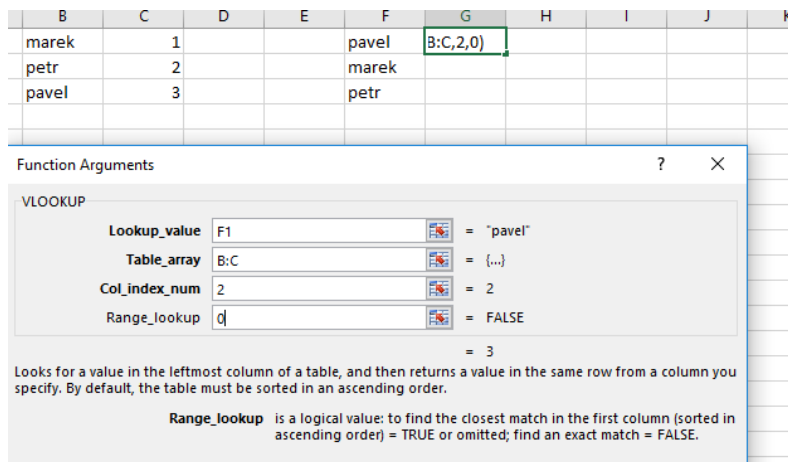 B C D E F G H I J K
marek 1 pavel B:C,2,0)
petr 2 marek
pavel 3 petr
Function Arguments ? ×
VLOOKUP
Lookup_value F1 = "pavel"
Table_array B:C = {...}
Col_index_num 2 = 2
Range_lookup 0 = FALSE
= 3
Looks for a value in the leftmost column of a table, and then returns a value in the same row from a column you
specify. By default, the table must be sorted in an ascending order.
Range_lookup is a logical value: to find the closest match in the first column (sorted in
ascending order) = TRUE or omitted; find an exact match = FALSE.